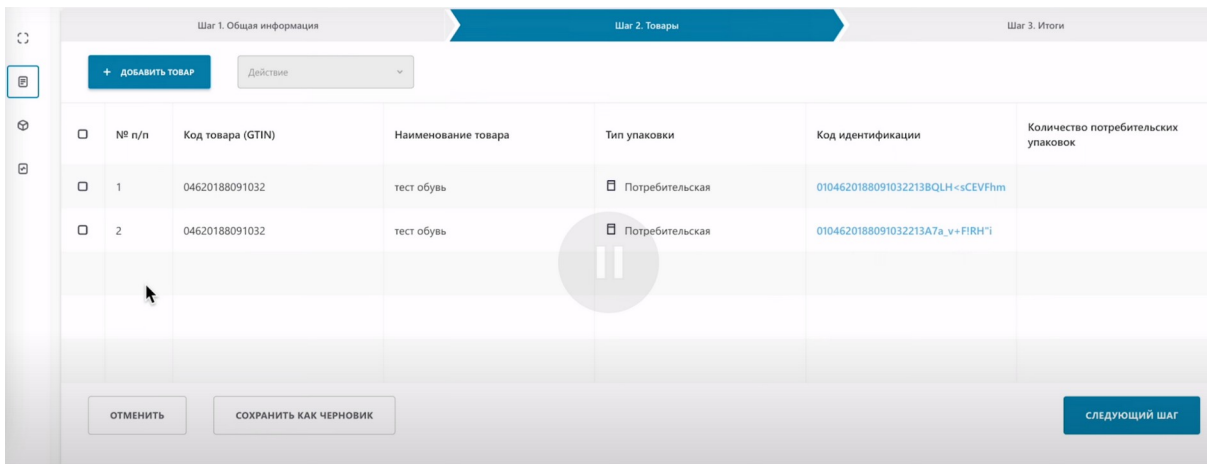 Шаг 1. Общая информация
Шаг 2. Товары
Шаг 3. Итоги
+ ДОБАВИТЬ ТОВАР
Действие
№ п/п
Код товара (GTIN)
Наименование товара
Тип упаковки
Код идентификации
Количество потребительских
упаковок
1
04620188091032
тест обувь
Потребительская
0104620188091032213BQLH<sCEVFhm
2
04620188091032
тест обувь
Потребительская
0104620188091032213A7a_v+F!RH"i
ОТМЕНИТЬ
СОХРАНИТЬ КАК ЧЕРНОВИК
СЛЕДУЮЩИЙ ШАГ